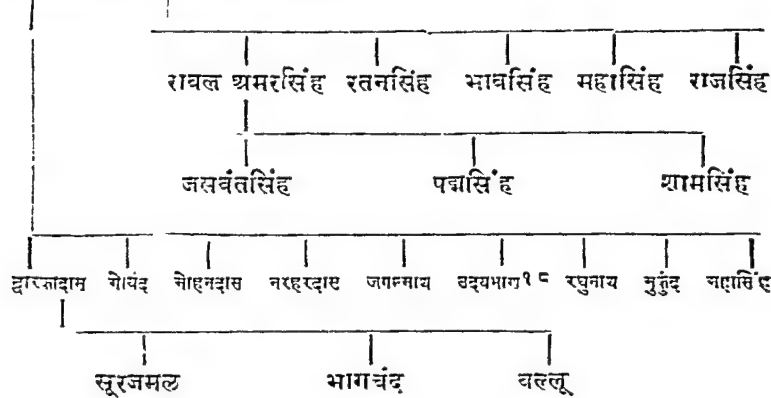 रावल अमरसिंह रतनसिंह भावसिंह महासिंह राजसिंह
जसवंतसिंह पद्मसिंह शामसिंह
द्वारकादास गोयंद मोहनदास नरहरदास जगन्नाथ उदयभाण१८ रघुनाथ मुकुंद महासिंह
सूरजमल भागचंद वल्लू